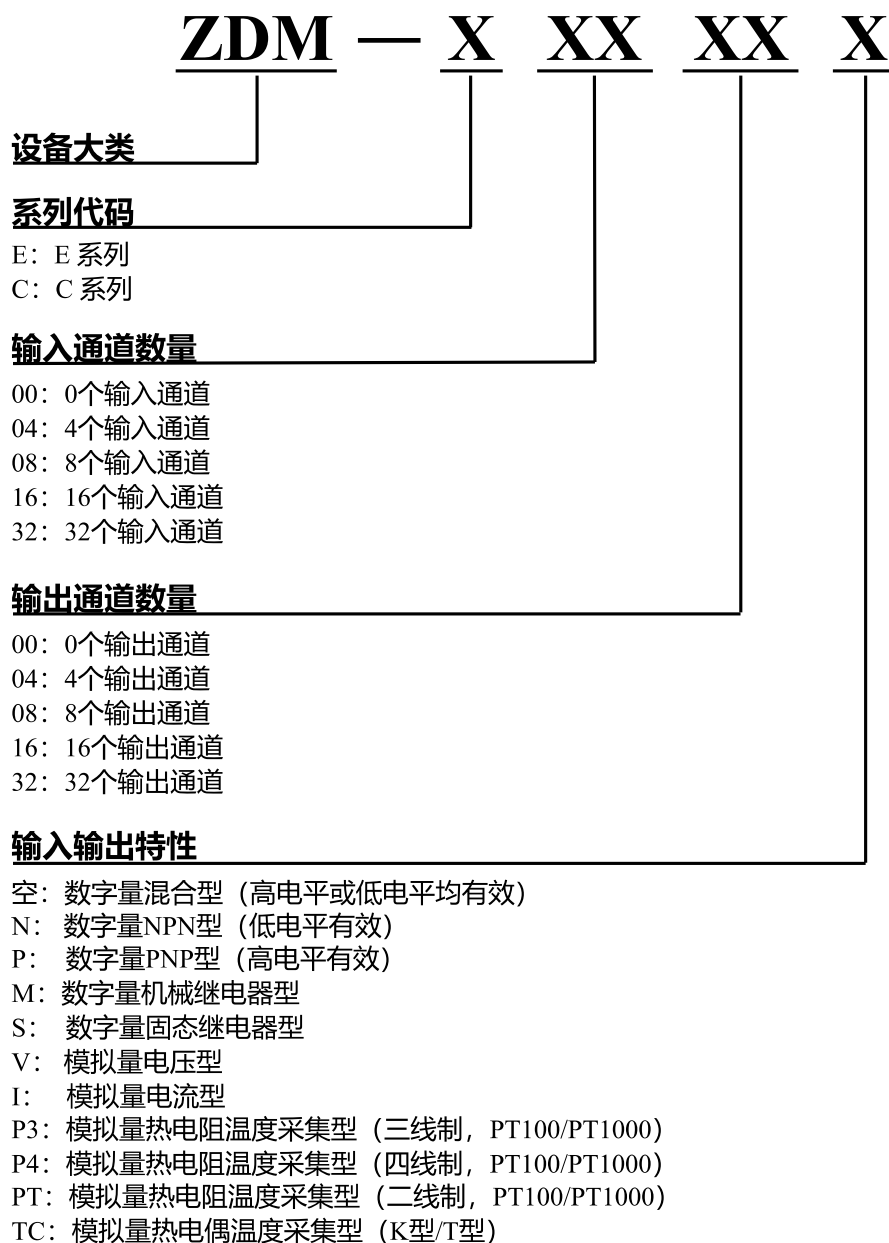 ZDM — X XX XX X
设备大类
系列代码
E：E 系列
C：C 系列
输入通道数量
00：0个输入通道
04：4个输入通道
08：8个输入通道
16：16个输入通道
32：32个输入通道
输出通道数量
00：0个输出通道
04：4个输出通道
08：8个输出通道
16：16个输出通道
32：32个输出通道
输入输出特性
空：数字量混合型（高电平或低电平均有效）
N：数字量NPN型（低电平有效）
P： 数字量PNP型（高电平有效）
M：数字量机械继电器型
S： 数字量固态继电器型
V： 模拟量电压型
I： 模拟量电流型
P3：模拟量热电阻温度采集型（三线制，PT100/PT1000）
P4：模拟量热电阻温度采集型（四线制，PT100/PT1000）
PT：模拟量热电阻温度采集型（二线制，PT100/PT1000）
TC：模拟量热电偶温度采集型（K型/T型）